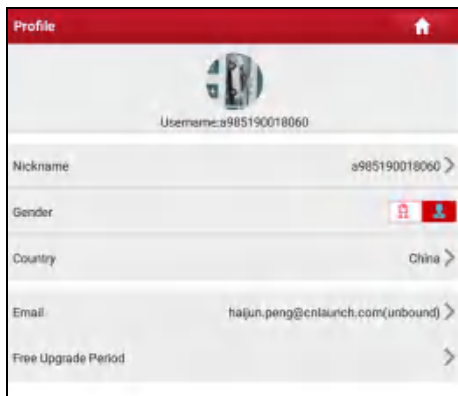 Profile
Username:a985190018060
Nickname a985190018060
Gender
Country China
Email haijun.peng@cnlaunch.com(unbound)
Free Upgrade Period